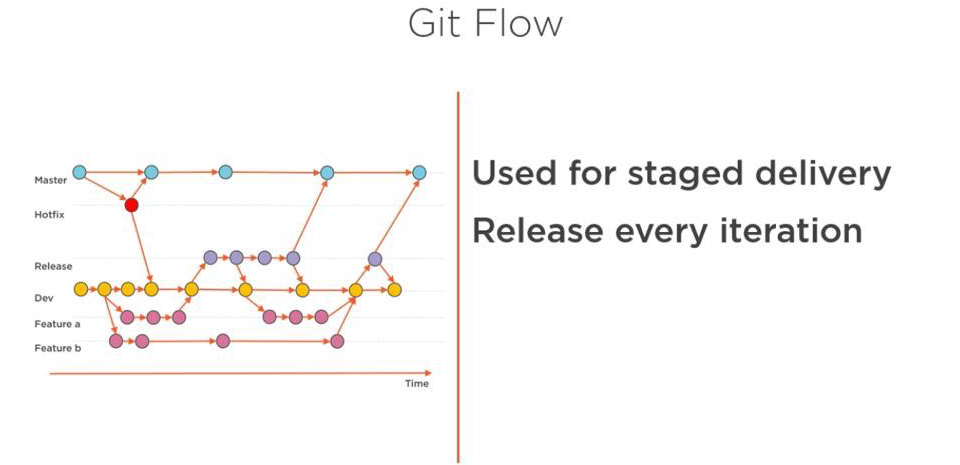 Git Flow
Used for staged delivery
Release every iteration
Master
Hotfix
Release
Dev
Feature a
Feature b
Time